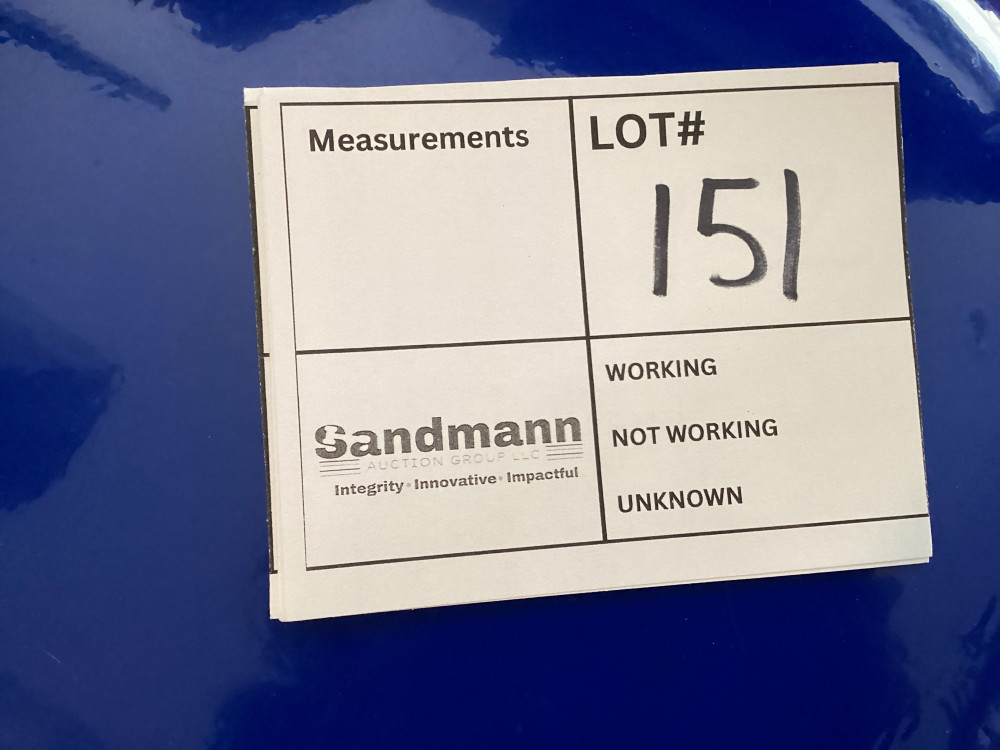 Measurements
LOT#
151
WORKING
NOT WORKING
UNKNOWN
Sandmann
AUCTION GROUP LLC
Integrity • Innovative • Impactful